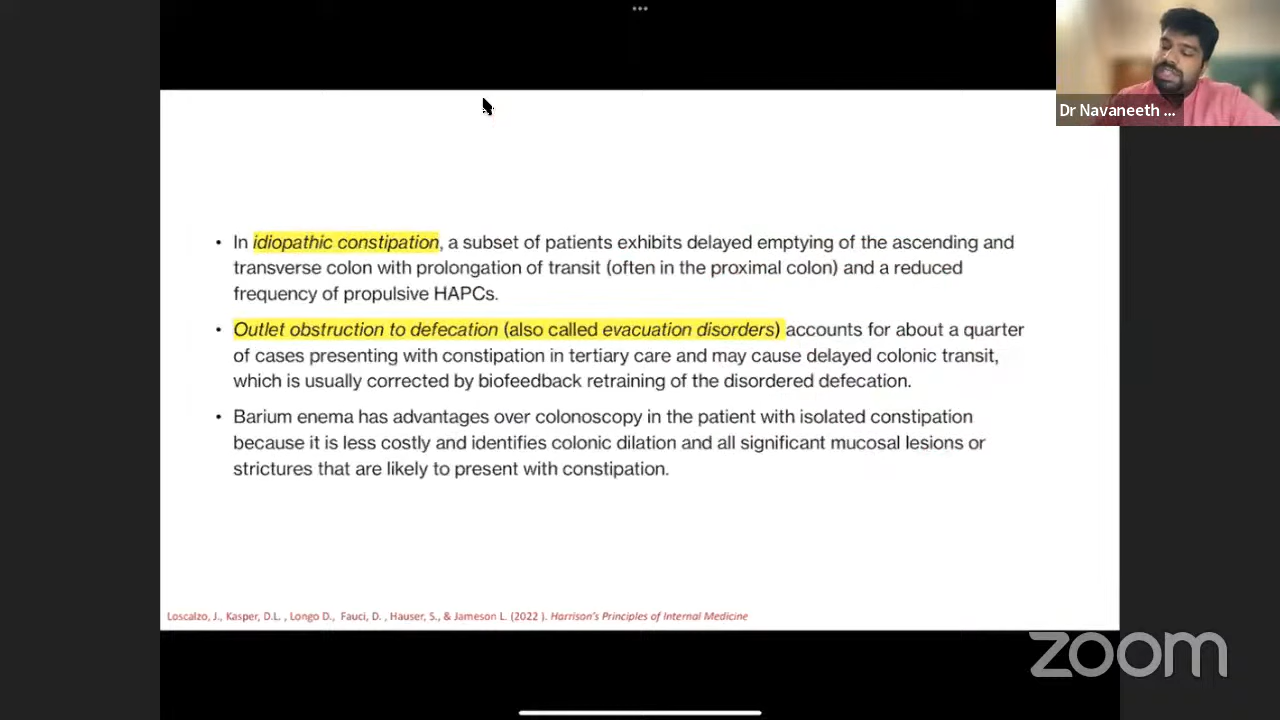 Dr Navaneeth ...
• In idiopathic constipation, a subset of patients exhibits delayed emptying of the ascending and
transverse colon with prolongation of transit (often in the proximal colon) and a reduced
frequency of propulsive HAPCs.
• Outlet obstruction to defecation (also called evacuation disorders) accounts for about a quarter
of cases presenting with constipation in tertiary care and may cause delayed colonic transit,
which is usually corrected by biofeedback retraining of the disordered defecation.
• Barium enema has advantages over colonoscopy in the patient with isolated constipation
because it is less costly and identifies colonic dilation and all significant mucosal lesions or
strictures that are likely to present with constipation.
Loscalzo, J., Kasper, D.L. , Longo D., Fauci, D. , Hauser, S., & Jameson L. (2022 ). Harrison's Principles of Internal Medicine
zoom